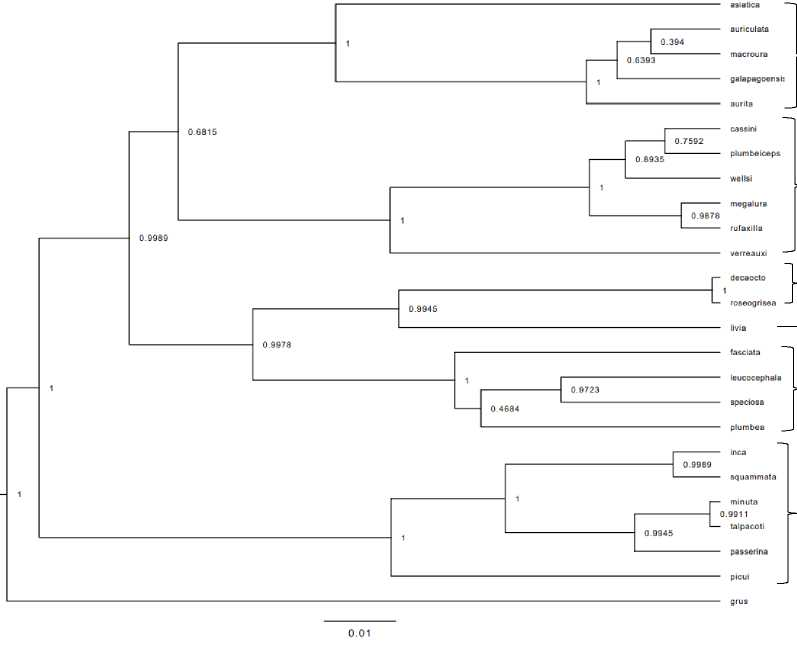 asiatica
auriculata
0.394
1
macroura
0.6393
galapagoensis
1
aurita
cassini
0.6815
0.7592
plumbeiceps
0.8935
wellsi
1
megalura
0.9878
1
rufaxilla
0.9989
verreauxi
decaocto
1
roseogrisea
0.9945
livia
0.9978
fasciata
1
leucocephala
1
0.9723
speciosa
0.4684
plumbea
inca
0.9989
squammata
1
1
minuta
0.9911
talpacoti
0.9945
1
passerina
picui
grus
0.01